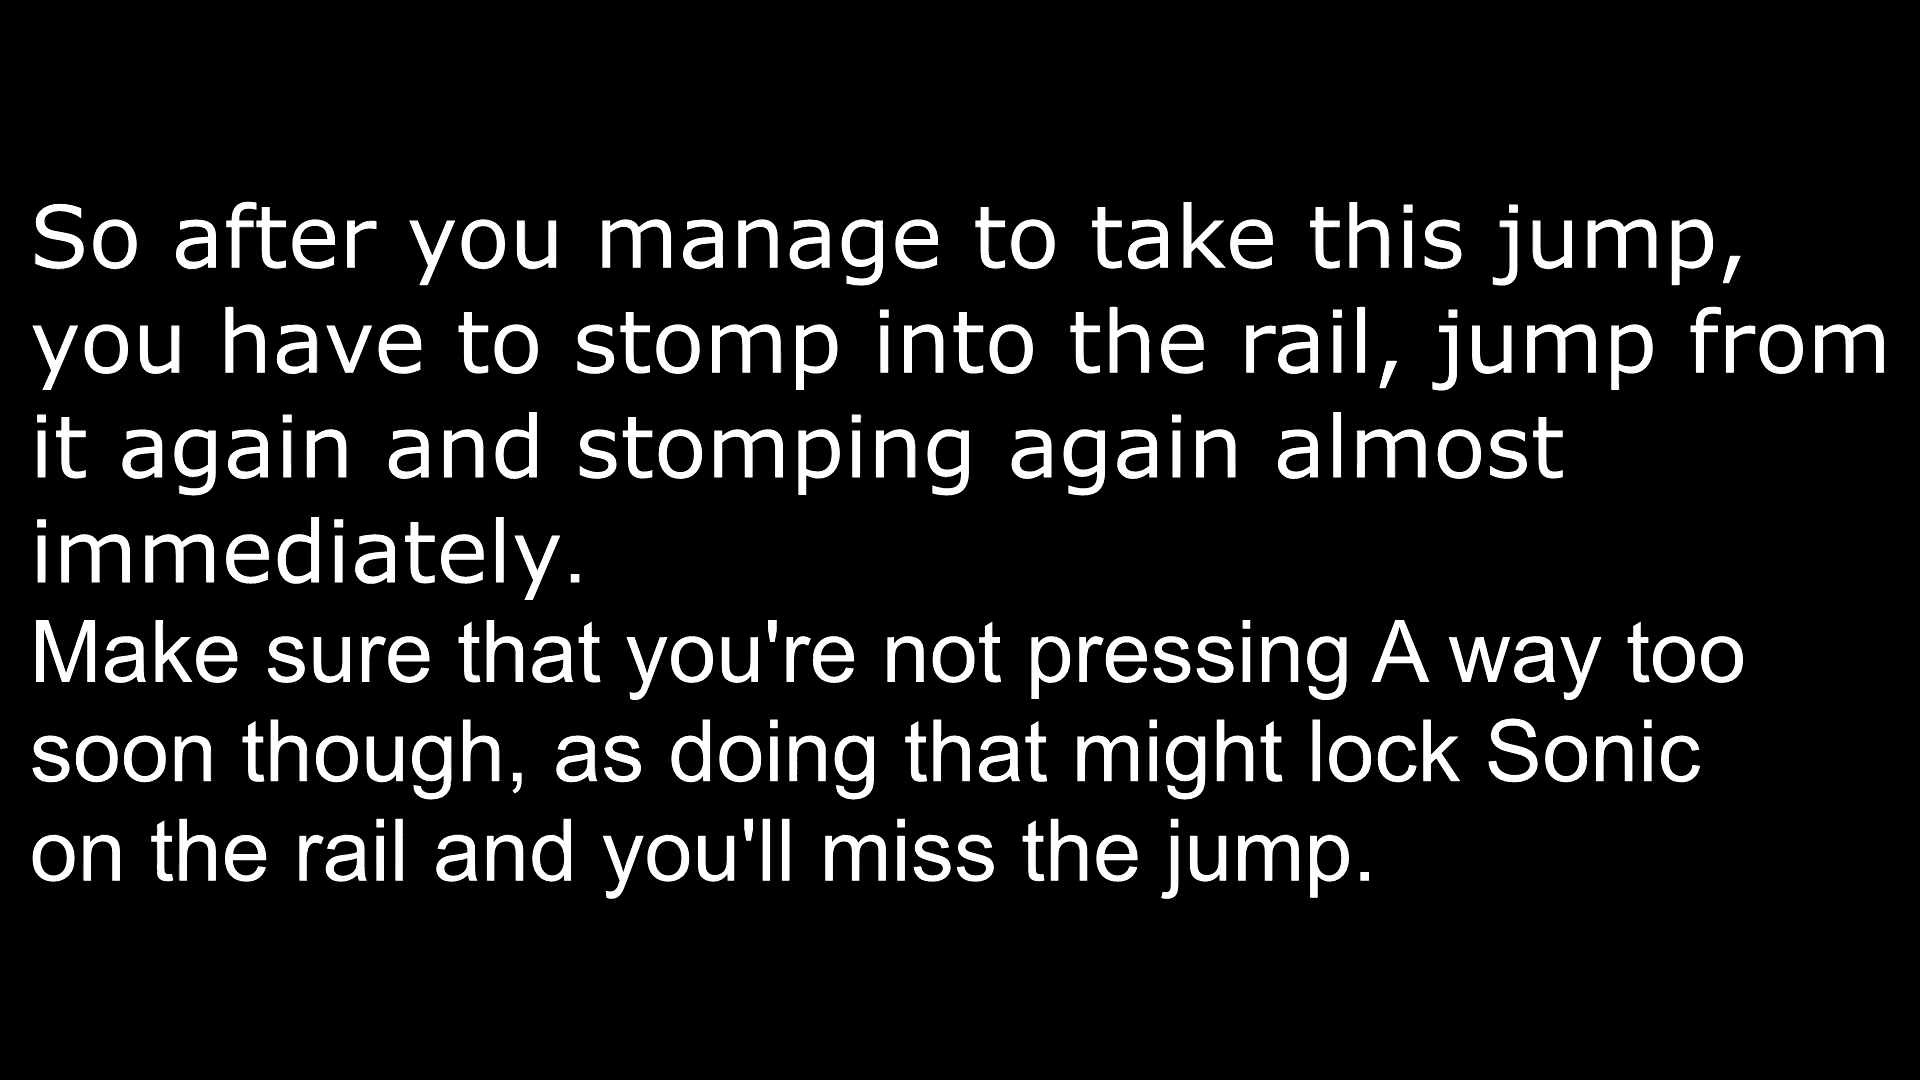 So after you manage to take this jump,
you have to stomp into the rail, jump from
it again and stomping again almost
immediately.
Make sure that you're not pressing A way too
soon though, as doing that might lock Sonic
on the rail and you'll miss the jump.